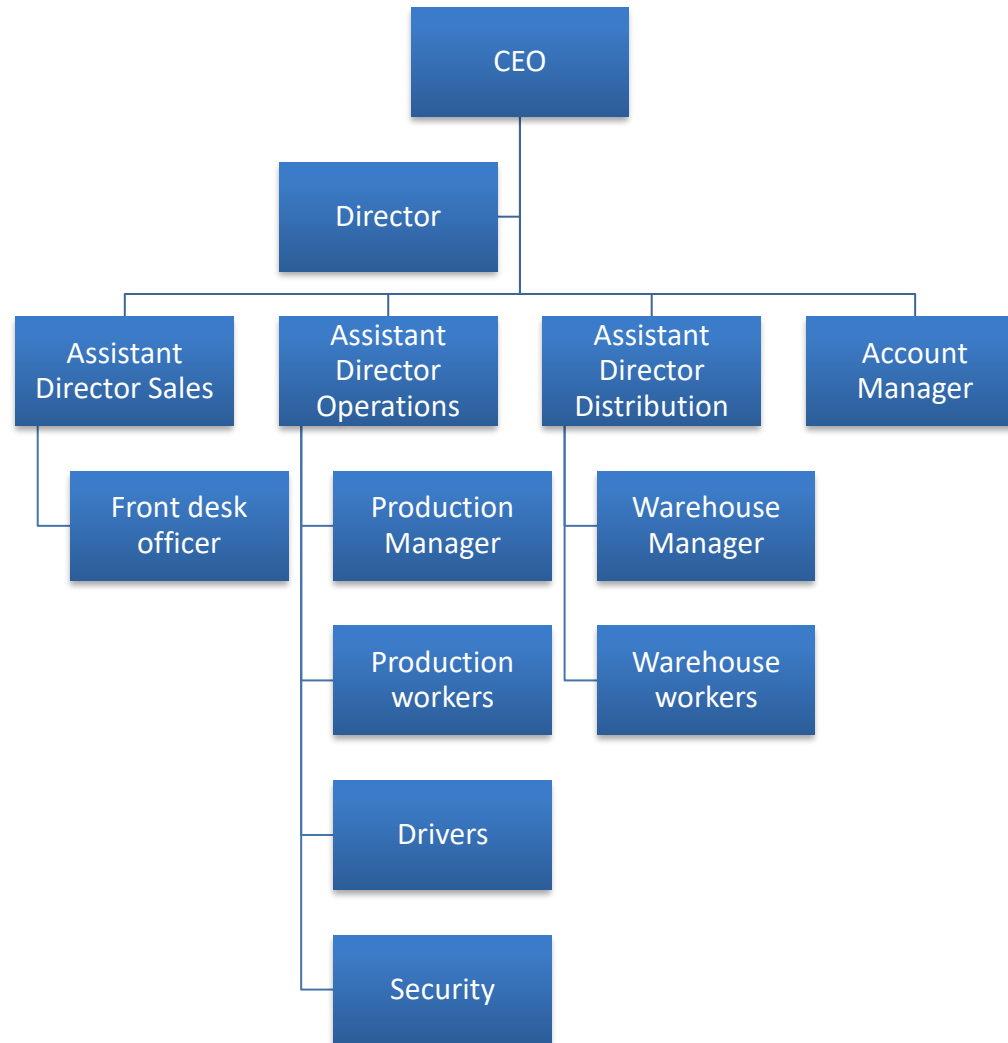 CEO
Director
Assistant
Director Sales
Assistant
Director
Operations
Assistant
Director
Distribution
Account
Manager
Front desk
officer
Production
Manager
Warehouse
Manager
Production
workers
Warehouse
workers
Drivers
Security